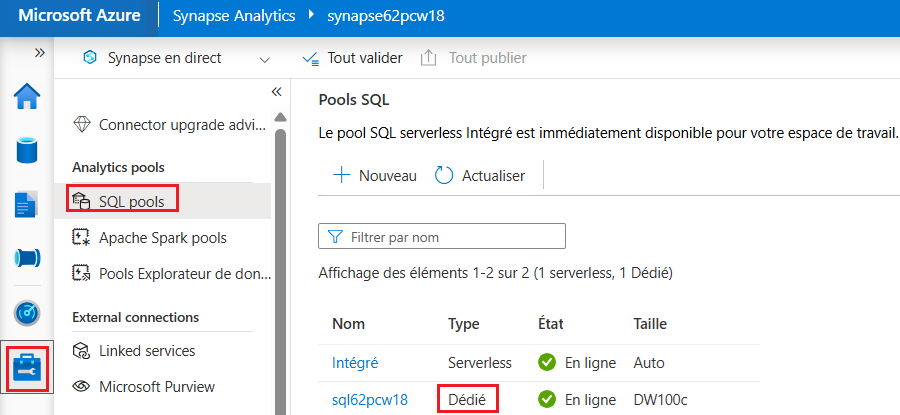 Microsoft Azure Synapse Analytics synapse62pcw18
» Synapse en direct Tout valider Tout publier
«
Connector upgrade advi...
Analytics pools
SQL pools
Apache Spark pools
Pools Explorateur de don...
External connections
Linked services
Microsoft Purview
Pools SQL
Le pool SQL serverless Intégré est immédiatement disponible pour votre espace de travail.
Nouveau Actualiser
Filtrer par nom
Affichage des éléments 1-2 sur 2 (1 serverless, 1 Dédié)
Nom Type État Taille
Intégré Serverless En ligne Auto
sql62pcw18 Dédié En ligne DW100c